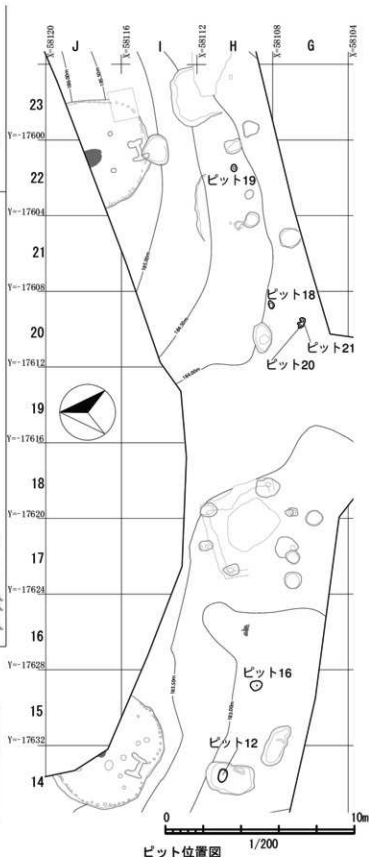 X=-58120
J
X=-58116
I
X=-58112
H
X=-58108
G
X=-58104
23
Y=-17600
22
ピット19
Y=-17604
21
Y=-17608
ピット18
20
ピット21
ピット20
Y=-17612
19
Y=-17616
18
Y=-17620
17
Y=-17624
16
Y=-17628
15
ピット16
Y=-17632
ピット12
14
0
10m
1/200
ピット位置図